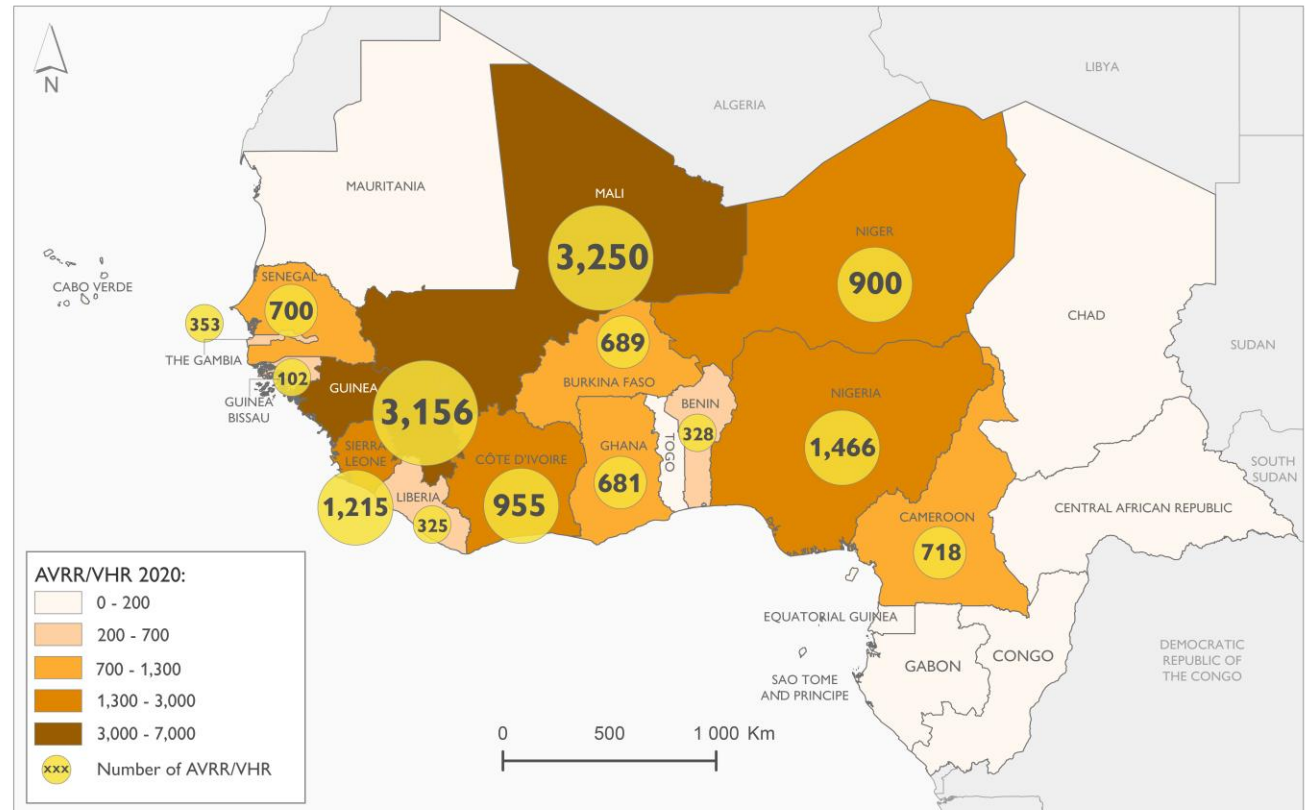 N
LIBYA
ALGERIA
MAURITANIA
MALI
NIGER
3,250
900
CABO VERDE
SENEGAL
700
353
CHAD
THE GAMBIA
SUDAN
689
BURKINA FASO
102
GUINEA
BISSAU
GUINEA
3,156
BENIN
328
NIGERIA
1,466
TOGO
GHANA
681
SIERRA
LEONE
CÔTE D'IVOIRE
955
SOUTH
SUDAN
1,215
LIBERIA
325
CENTRAL AFRICAN REPUBLIC
CAMEROON
718
AVRR/VHR 2020:
0 - 200
200 - 700
700 - 1,300
1,300 - 3,000
3,000 - 7,000
xxx Number of AVRR/VHR
EQUATORIAL GUINEA
GABON
CONGO
SAO TOME
AND PRINCIPE
DEMOCRATIC
REPUBLIC OF
THE CONGO
0 500 1 000 Km